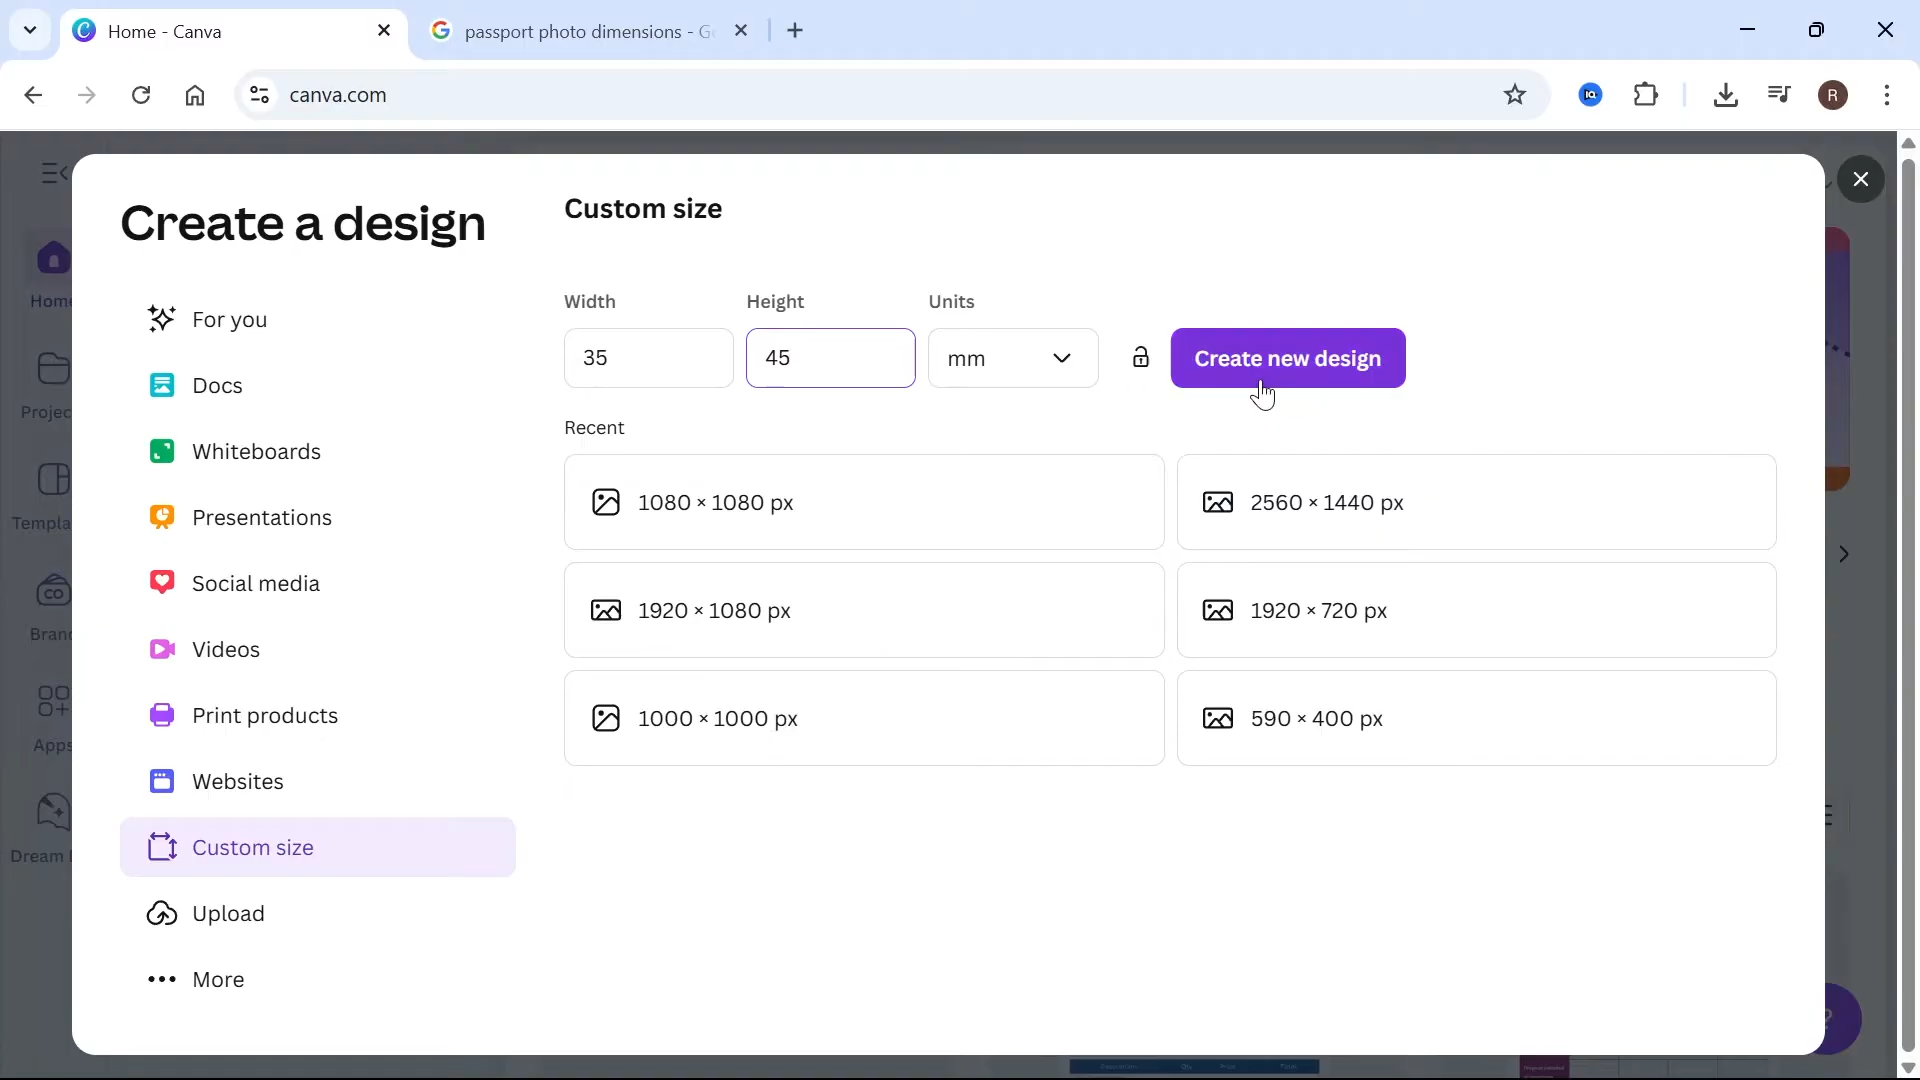 Home - Canva
passport photo dimensions - G
canva.com
R
Create a design
For you
Docs
Whiteboards
Presentations
Social media
Videos
Print products
Websites
Custom size
Upload
More
Custom size
Width
Height
Units
35
45
mm
Create new design
Recent
1080 × 1080 px
2560 × 1440 px
1920 × 1080 px
1920 × 720 px
1000 × 1000 px
590 × 400 px
Home
Projec
Templa
CO
Bran
Apps
Dream
?